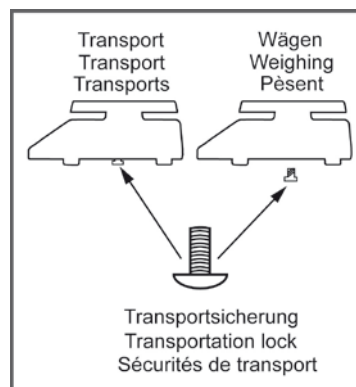 Transport
Transport
Transports
Wägen
Weighing
Pèsent
Transportsicherung
Transportation lock
Sécurités de transport